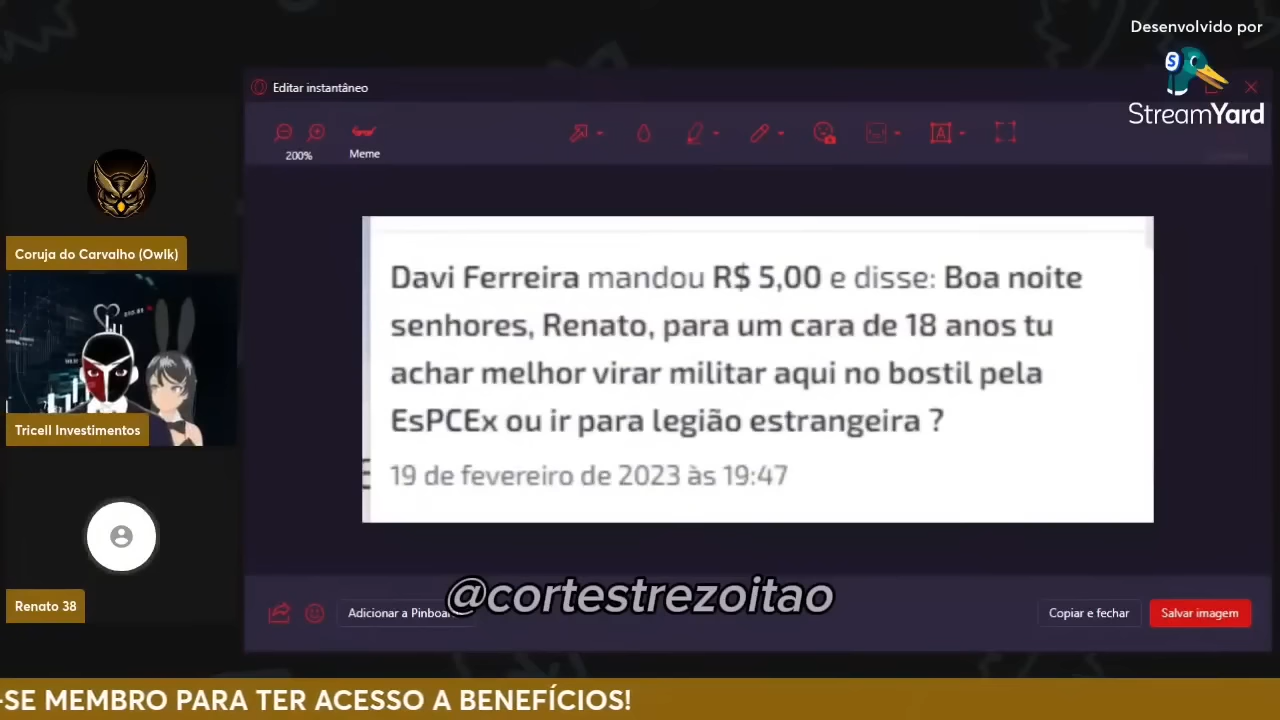 Desenvolvido por
StreamYard
Editar instantâneo
200%
Meme
Coruja do Carvalho (Owlk)
Tricell Investimentos
Renato 38
Davi Ferreira mandou R$ 5,00 e disse: Boa noite
senhores, Renato, para um cara de 18 anos tu
achar melhor virar militar aqui no bostil pela
EsPCEx ou ir para legião estrangeira ?
19 de fevereiro de 2023 às 19:47
@cortestrezoitao
Adicionar a Pinboar
Copiar e fechar
Salvar imagem
-SE MEMBRO PARA TER ACESSO A BENEFÍCIOS!